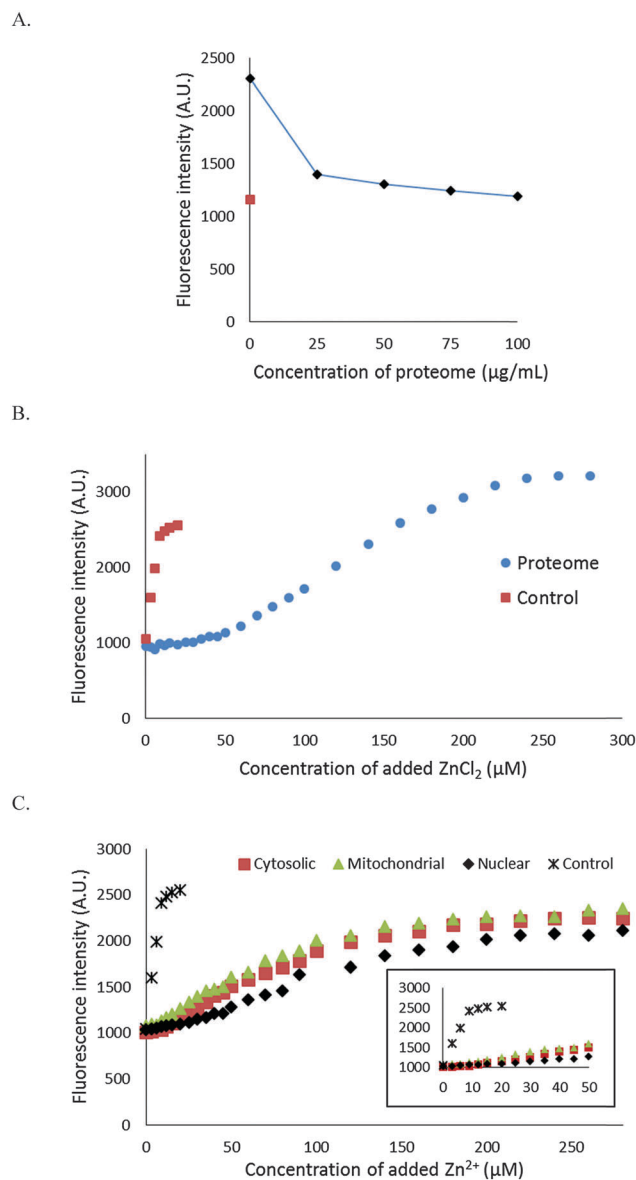 A.
Fluorescence intensity (A.U.)
2500
2000
1500
1000
500
0
0 25 50 75 100
Concentration of proteome (µg/mL)
B.
Fluorescence intensity (A.U.)
3000
2000
1000
0
Proteome
Control
0 50 100 150 200 250 300
Concentration of added ZnCl₂ (µM)
C.
Fluorescence intensity (A.U.)
3000
2500
2000
1500
1000
500
0
Cytosolic Mitochondrial Nuclear Control
3000
2500
2000
1500
1000
0 10 20 30 40 50
0 50 100 150 200 250
Concentration of added Zn²⁺ (µM)